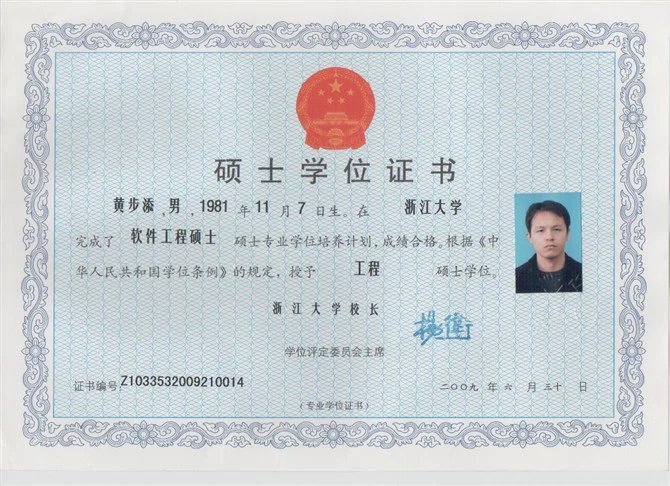 硕士学位证书
黄步添 ,男 , 1981 年 11 月 7 日生。在 浙江大学
完成了 软件工程硕士 硕士专业学位培养计划,成绩合格。根据《中
华人民共和国学位条例》的规定,授予 工程 硕士学位。
浙江大学校长
学位评定委员会主席
证书编号 Z1033532009210014
二〇〇九 年 六 月 三十 日
(专业学位证书)